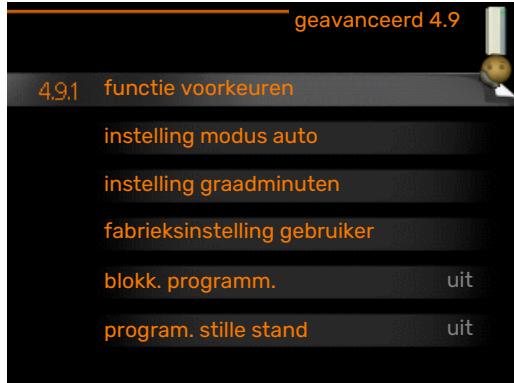 geavanceerd 4.9
4.9.1 functie voorkeuren
instelling modus auto
instelling graadminuten
fabrieksinstelling gebruiker
blokk. programm. uit
program. stille stand uit